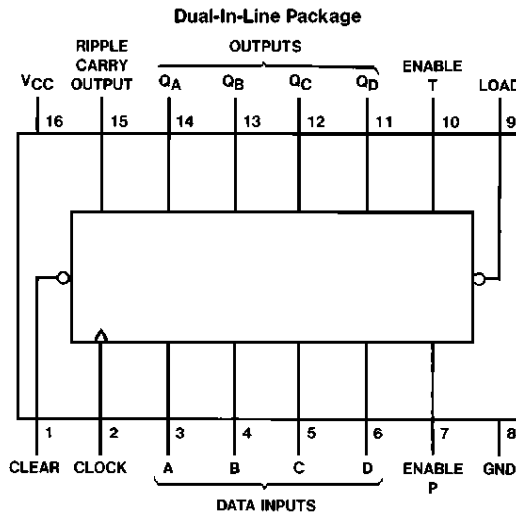 Dual-In-Line Package
RIPPLE
CARRY
OUTPUT
OUTPUTS
ENABLE
T
VCC
QA QB QC QD
LOAD
16 15 14 13 12 11 10 9
1 2 3 4 5 6 7 8
CLEAR CLOCK A B C D ENABLE
P
GND
DATA INPUTS